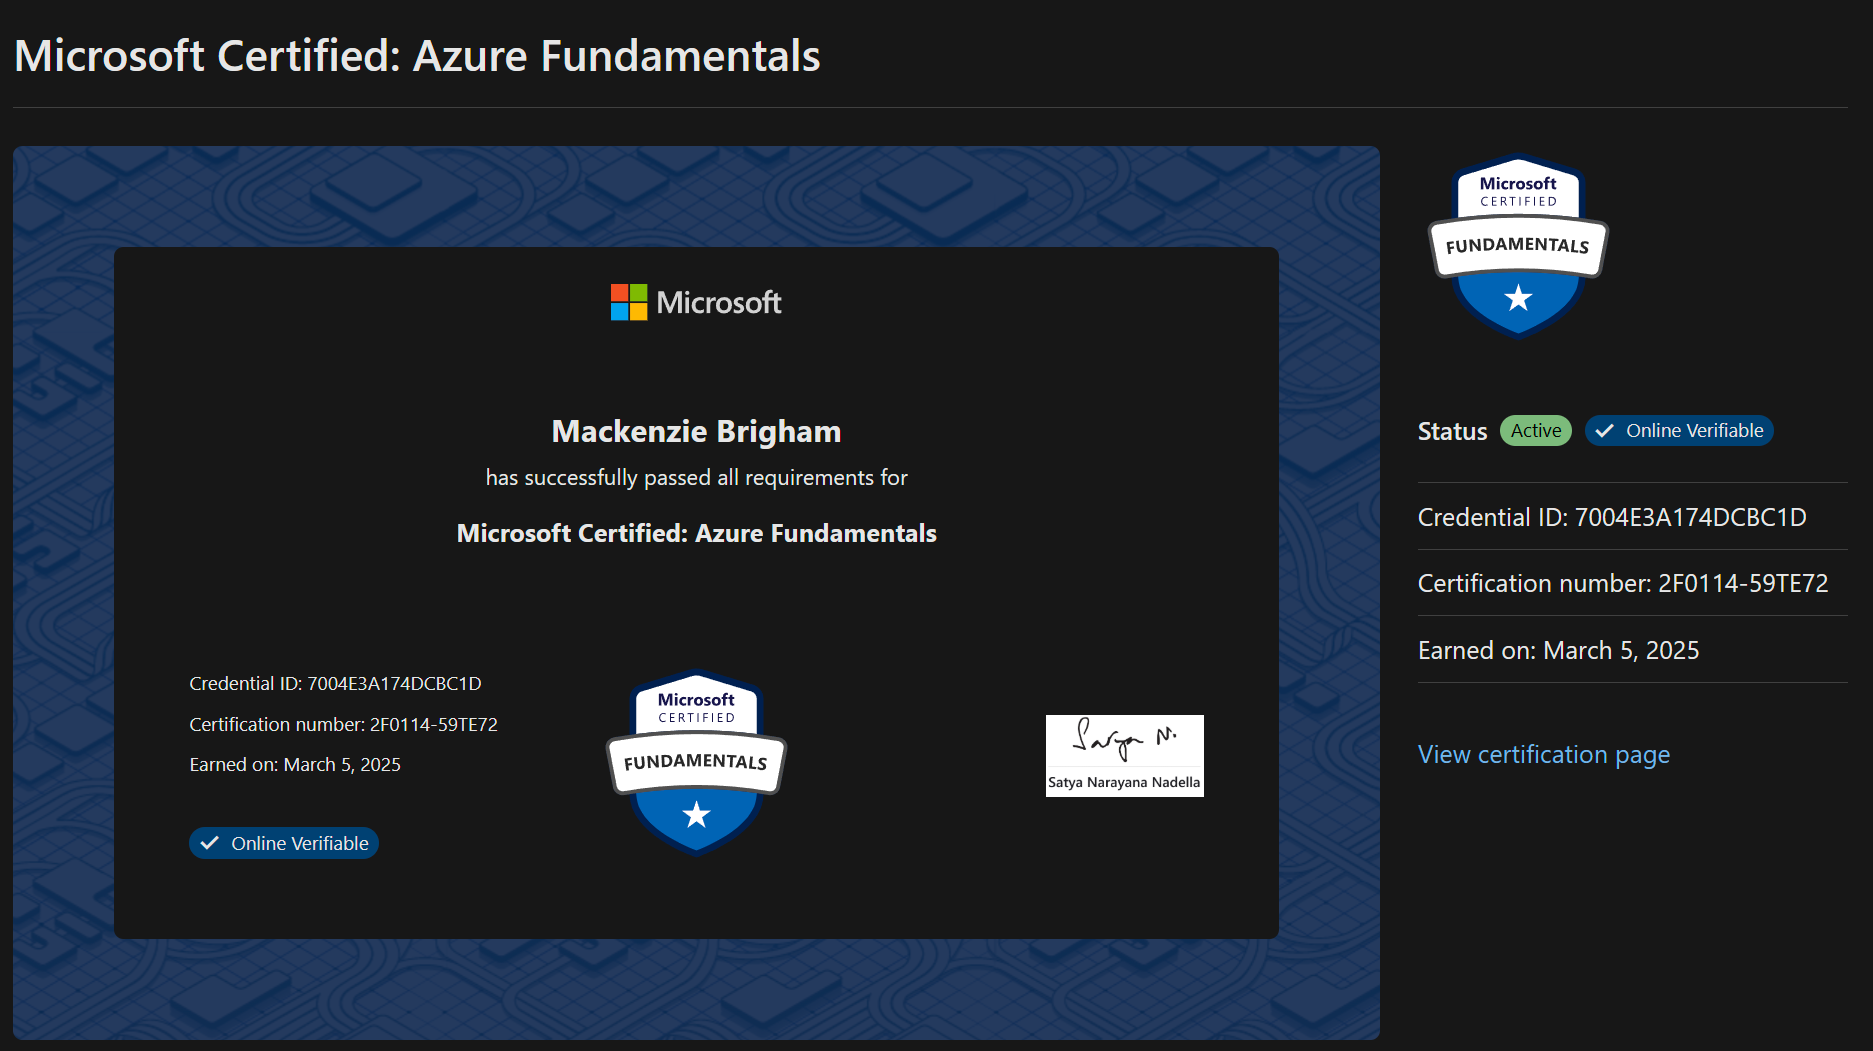 Microsoft Certified: Azure Fundamentals
Microsoft
Mackenzie Brigham
has successfully passed all requirements for
Microsoft Certified: Azure Fundamentals
Credential ID: 7004E3A174DCBC1D
Certification number: 2F0114-59TE72
Earned on: March 5, 2025
Online Verifiable
Microsoft
CERTIFIED
FUNDAMENTALS
Satya N.
Satya Narayana Nadella
Microsoft
CERTIFIED
FUNDAMENTALS
Status Active Online Verifiable
Credential ID: 7004E3A174DCBC1D
Certification number: 2F0114-59TE72
Earned on: March 5, 2025
View certification page